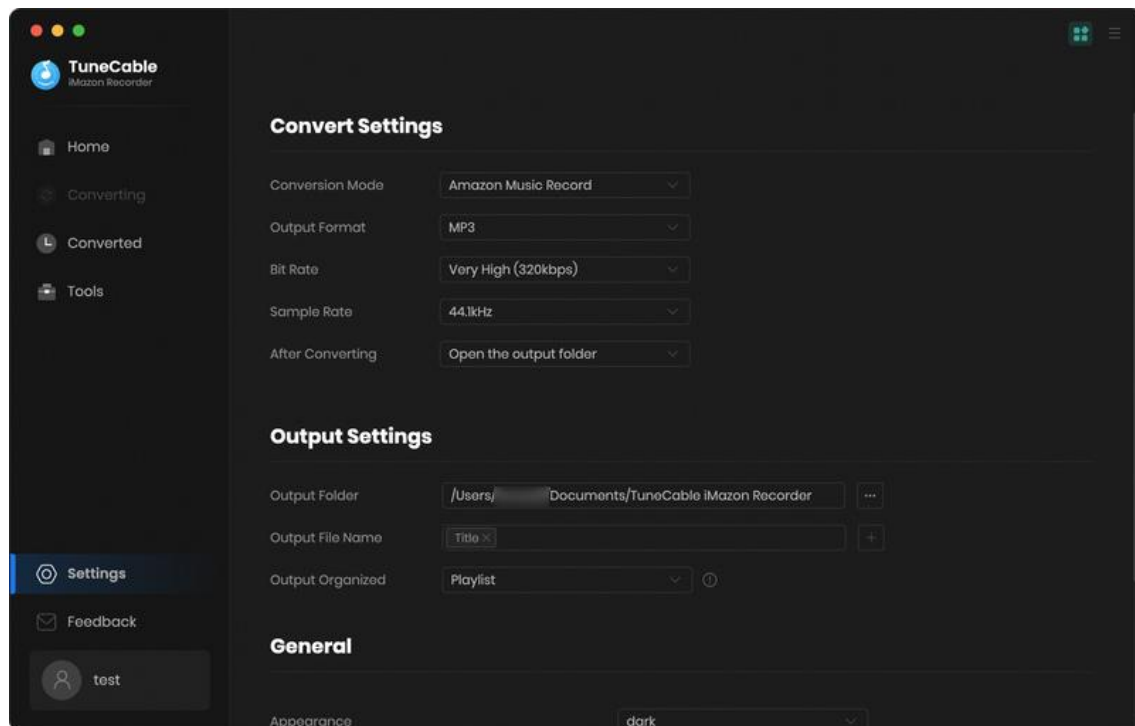 TuneCable
iMazon Recorder
Home
Converting
Converted
Tools
Settings
Feedback
test
Convert Settings
Conversion Mode Amazon Music Record
Output Format MP3
Bit Rate Very High (320kbps)
Sample Rate 44.1kHz
After Converting Open the output folder
Output Settings
Output Folder /Users/ Documents/TuneCable iMazon Recorder ...
Output File Name Title ×
Output Organized Playlist
General
Appearance dark